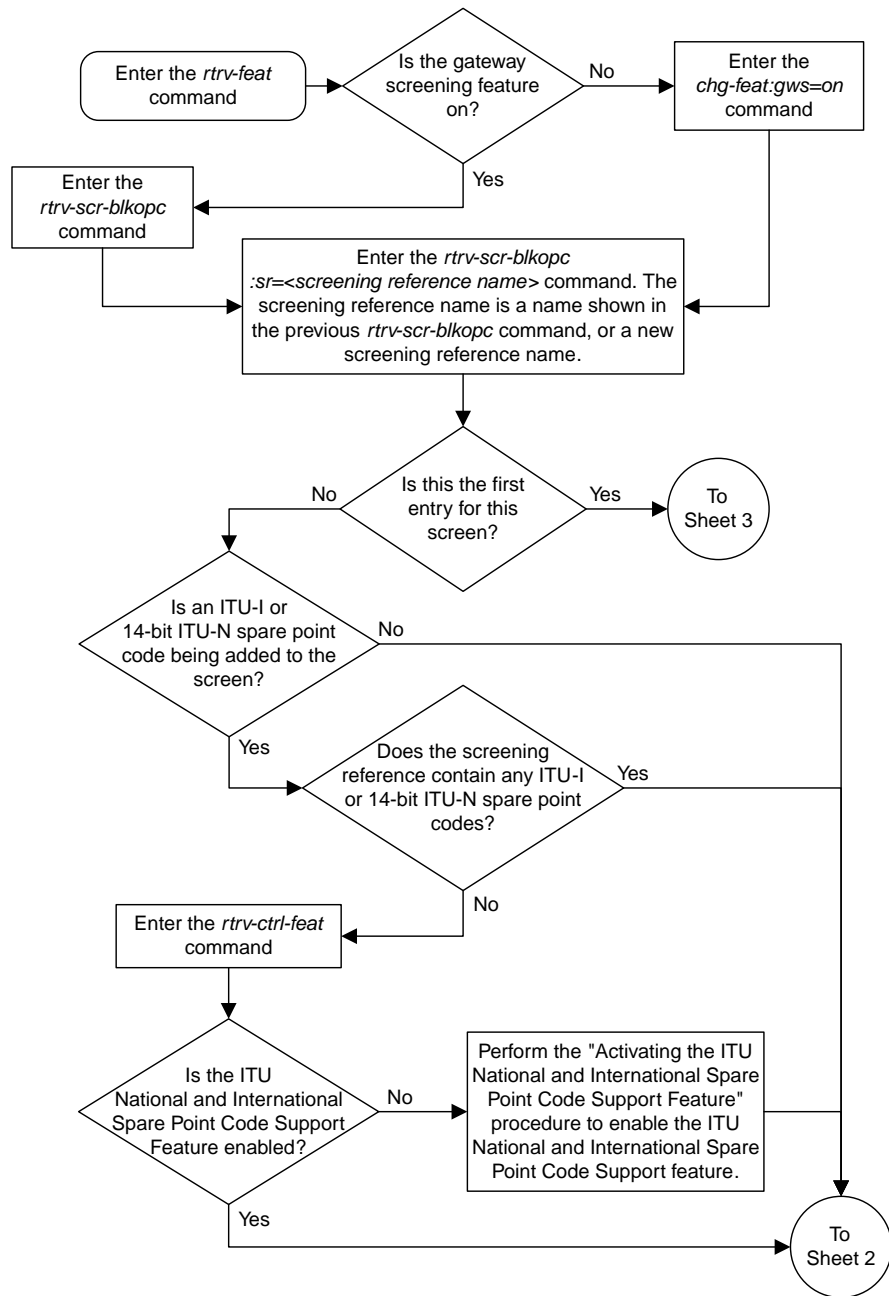 Enter the rtrv-feat
command
Is the gateway
screening feature
on?
No
Enter the
chg-feat:gws=on
command
Yes
Enter the
rtrv-scr-blkopc
command
Enter the rtrv-scr-blkopc
:sr=<screening reference name> command. The
screening reference name is a name shown in
the previous rtrv-scr-blkopc command, or a new
screening reference name.
No
Is this the first
entry for this
screen?
Yes
To
Sheet 3
Is an ITU-I or
14-bit ITU-N spare point
code being added to the
screen?
No
Yes
Does the screening
reference contain any ITU-I
or 14-bit ITU-N spare point
codes?
Yes
No
Enter the rtrv-ctrl-feat
command
Is the ITU
National and International
Spare Point Code Support
Feature enabled?
No
Perform the "Activating the ITU
National and International Spare
Point Code Support Feature"
procedure to enable the ITU
National and International Spare
Point Code Support feature.
Yes
To
Sheet 2